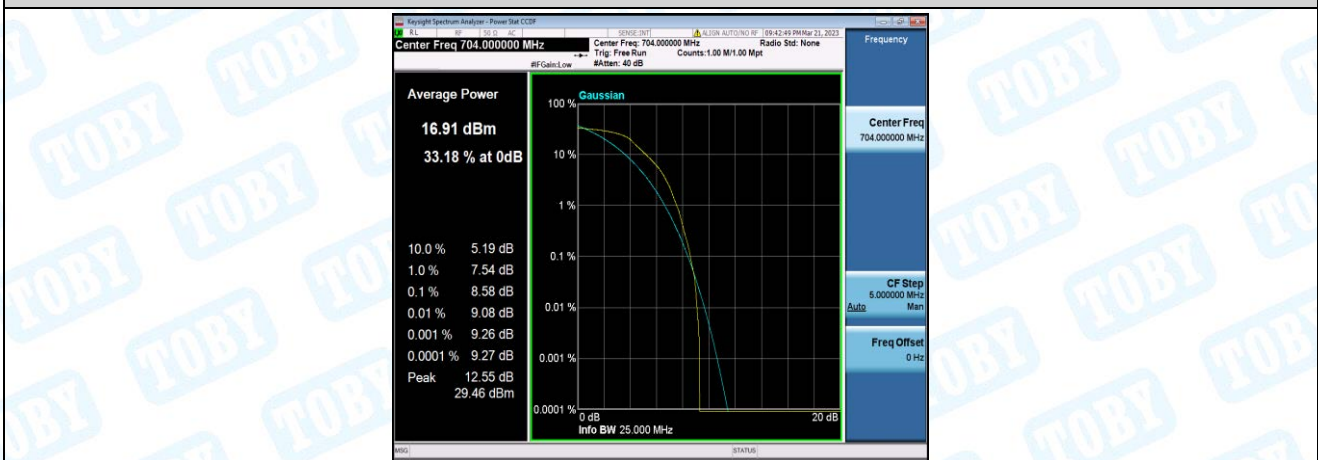 Keysight Spectrum Analyzer - Power Stat CCDF
RL RF 50 Ω AC SENSE:INT ALIGN AUTO/NO RF 09:42:49 PM Mar 21, 2023
Center Freq 704.000000 MHz
Center Freq: 704.000000 MHz Radio Std: None
Trig: Free Run Counts:1.00 M/1.00 Mpt
#IFGain:Low #Atten: 40 dB
Frequency
Average Power
16.91 dBm
33.18 % at 0dB
10.0 % 5.19 dB
1.0 % 7.54 dB
0.1 % 8.58 dB
0.01 % 9.08 dB
0.001 % 9.26 dB
0.0001 % 9.27 dB
Peak 12.55 dB
29.46 dBm
Gaussian
100 %
10 %
1 %
0.1 %
0.01 %
0.001 %
0.0001 %
0 dB 20 dB
Info BW 25.000 MHz
Center Freq
704.000000 MHz
CF Step
5.000000 MHz
Auto Man
Freq Offset
0 Hz
MSG STATUS
TOBY